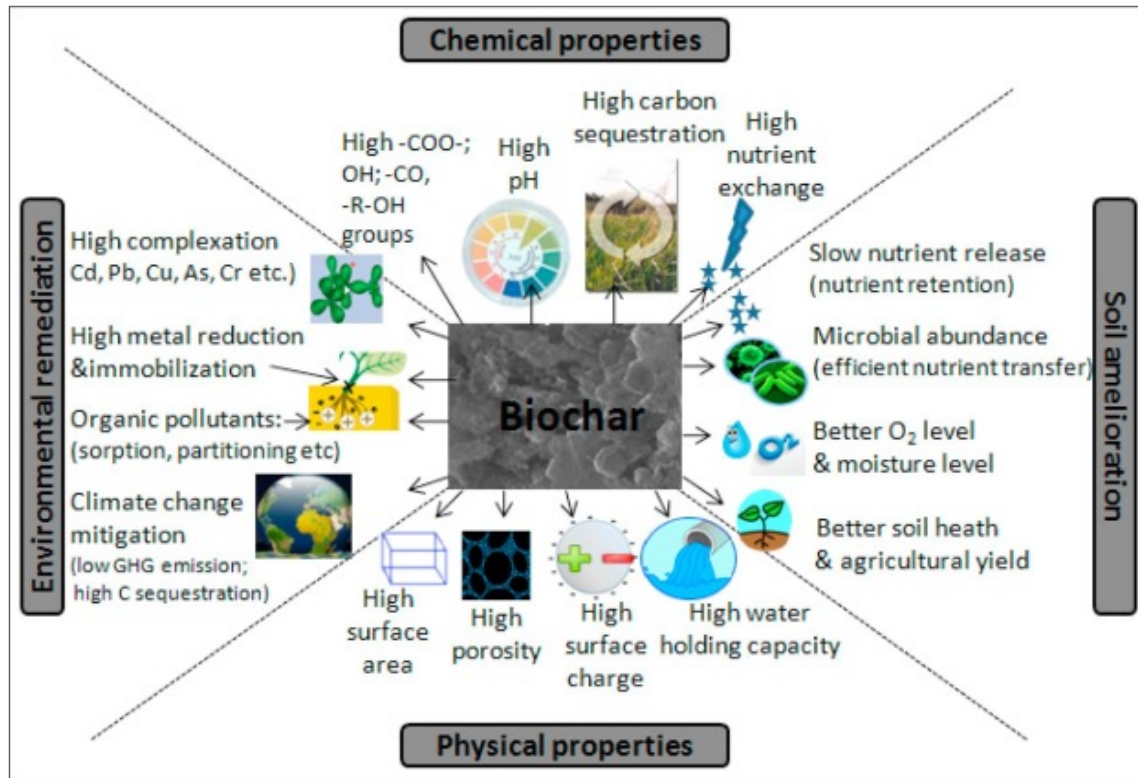 Chemical properties
High -COO-;
OH; -CO,
-R-OH
groups
High
pH
High carbon
sequestration
High
nutrient
exchange
Environmental remediation
High complexation
Cd, Pb, Cu, As, Cr etc.)
High metal reduction
&immobilization
Organic pollutants:
(sorption, partitioning etc)
Climate change
mitigation
(low GHG emission;
high C sequestration)
Biochar
Slow nutrient release
(nutrient retention)
Microbial abundance
(efficient nutrient transfer)
O2
Better O₂ level
& moisture level
Better soil heath
& agricultural yield
Soil amelioration
High
surface
area
High
porosity
High
surface
charge
High water
holding capacity
Physical properties